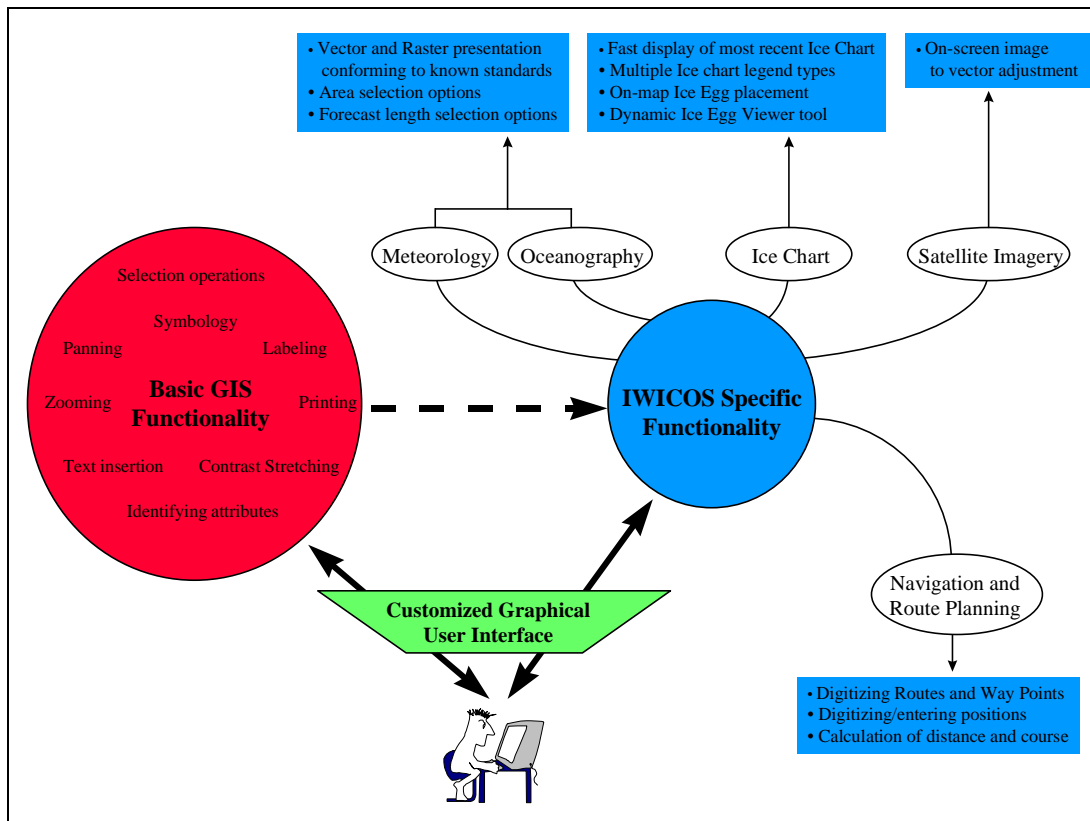 • Vector and Raster presentation
conforming to known standards
• Area selection options
• Forecast length selection options
• Fast display of most recent Ice Chart
• Multiple Ice chart legend types
• On-map Ice Egg placement
• Dynamic Ice Egg Viewer tool
• On-screen image
to vector adjustment
Meteorology
Oceanography
Ice Chart
Satellite Imagery
Selection operations
Symbology
Panning
Labeling
Basic GIS
Functionality
Zooming
Printing
Text insertion
Contrast Stretching
Identifying attributes
IWICOS Specific
Functionality
Customized Graphical
User Interface
Navigation and
Route Planning
• Digitizing Routes and Way Points
• Digitizing/entering positions
• Calculation of distance and course